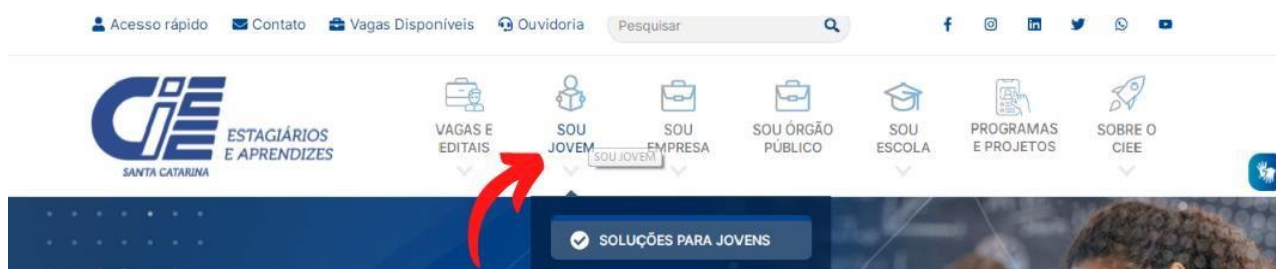 Acesso rápido Contato Vagas Disponíveis Ouvidoria Pesquisar
CIEE
ESTAGIÁRIOS
E APRENDIZES
SANTA CATARINA
VAGAS E
EDITAIS
SOU
JOVEM
SOU
EMPRESA
SOU ÓRGÃO
PÚBLICO
SOU
ESCOLA
PROGRAMAS
E PROJETOS
SOBRE O
CIEE
SOU JOVEM
SOLUÇÕES PARA JOVENS